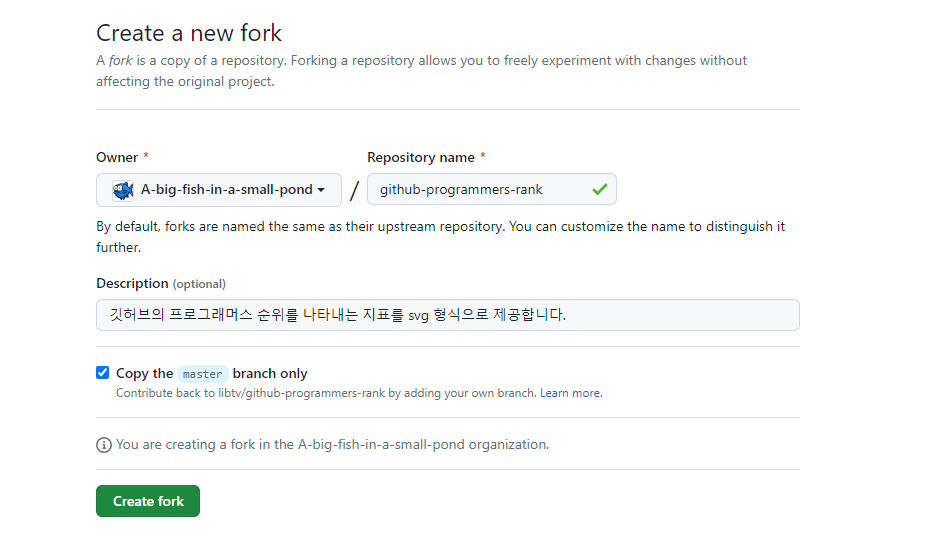 Create a new fork
A fork is a copy of a repository. Forking a repository allows you to freely experiment with changes without
affecting the original project.
Owner * Repository name *
A-big-fish-in-a-small-pond / github-programmers-rank
By default, forks are named the same as their upstream repository. You can customize the name to distinguish it
further.
Description (optional)
깃허브의 프로그래머스 순위를 나타내는 지표를 svg 형식으로 제공합니다.
Copy the master branch only
Contribute back to libtv/github-programmers-rank by adding your own branch. Learn more.
You are creating a fork in the A-big-fish-in-a-small-pond organization.
Create fork